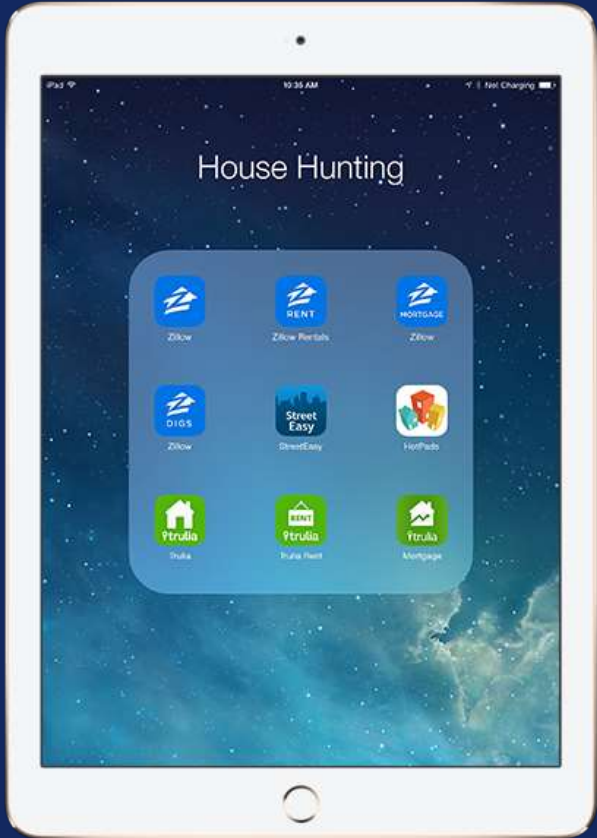 iPad
10:35 AM
Not Charging
House Hunting
Zillow
RENT
Zillow Rentals
MORTGAGE
Zillow
DIGS
Zillow
Street
Easy
StreetEasy
HotPads
trulia
Trulia
RENT
trulia
Trulia Rent
trulia
Mortgage